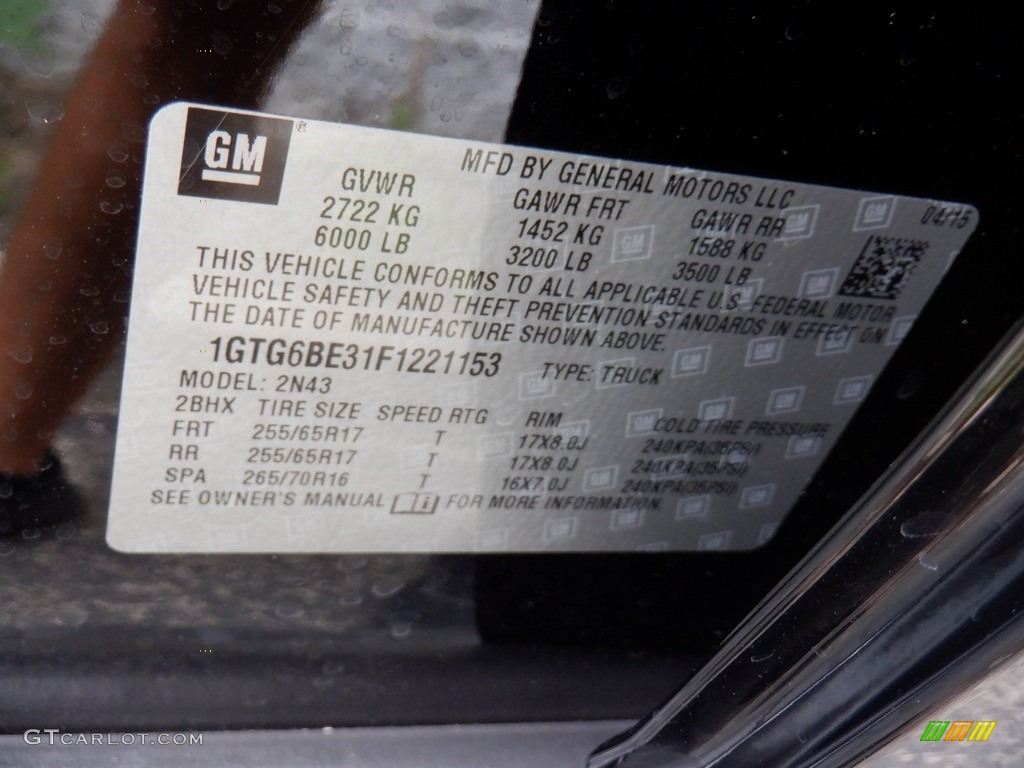 GM
MFD BY GENERAL MOTORS LLC
04/15
GVWR GAWR FRT GAWR RR
2722 KG 1452 KG 1588 KG
6000 LB 3200 LB 3500 LB
THIS VEHICLE CONFORMS TO ALL APPLICABLE U.S. FEDERAL MOTOR
VEHICLE SAFETY AND THEFT PREVENTION STANDARDS IN EFFECT ON
THE DATE OF MANUFACTURE SHOWN ABOVE.
1GTG6BE31F1221153 TYPE: TRUCK
MODEL: 2N43
2BHX TIRE SIZE SPEED RTG RIM COLD TIRE PRESSURE
FRT 255/65R17 T 17X8.0J 240KPA(35PSI)
RR 255/65R17 T 17X8.0J 240KPA(35PSI)
SPA 265/70R16 T 16X7.0J 240KPA(35PSI)
SEE OWNER'S MANUAL FOR MORE INFORMATION.
GTCARLOT.COM